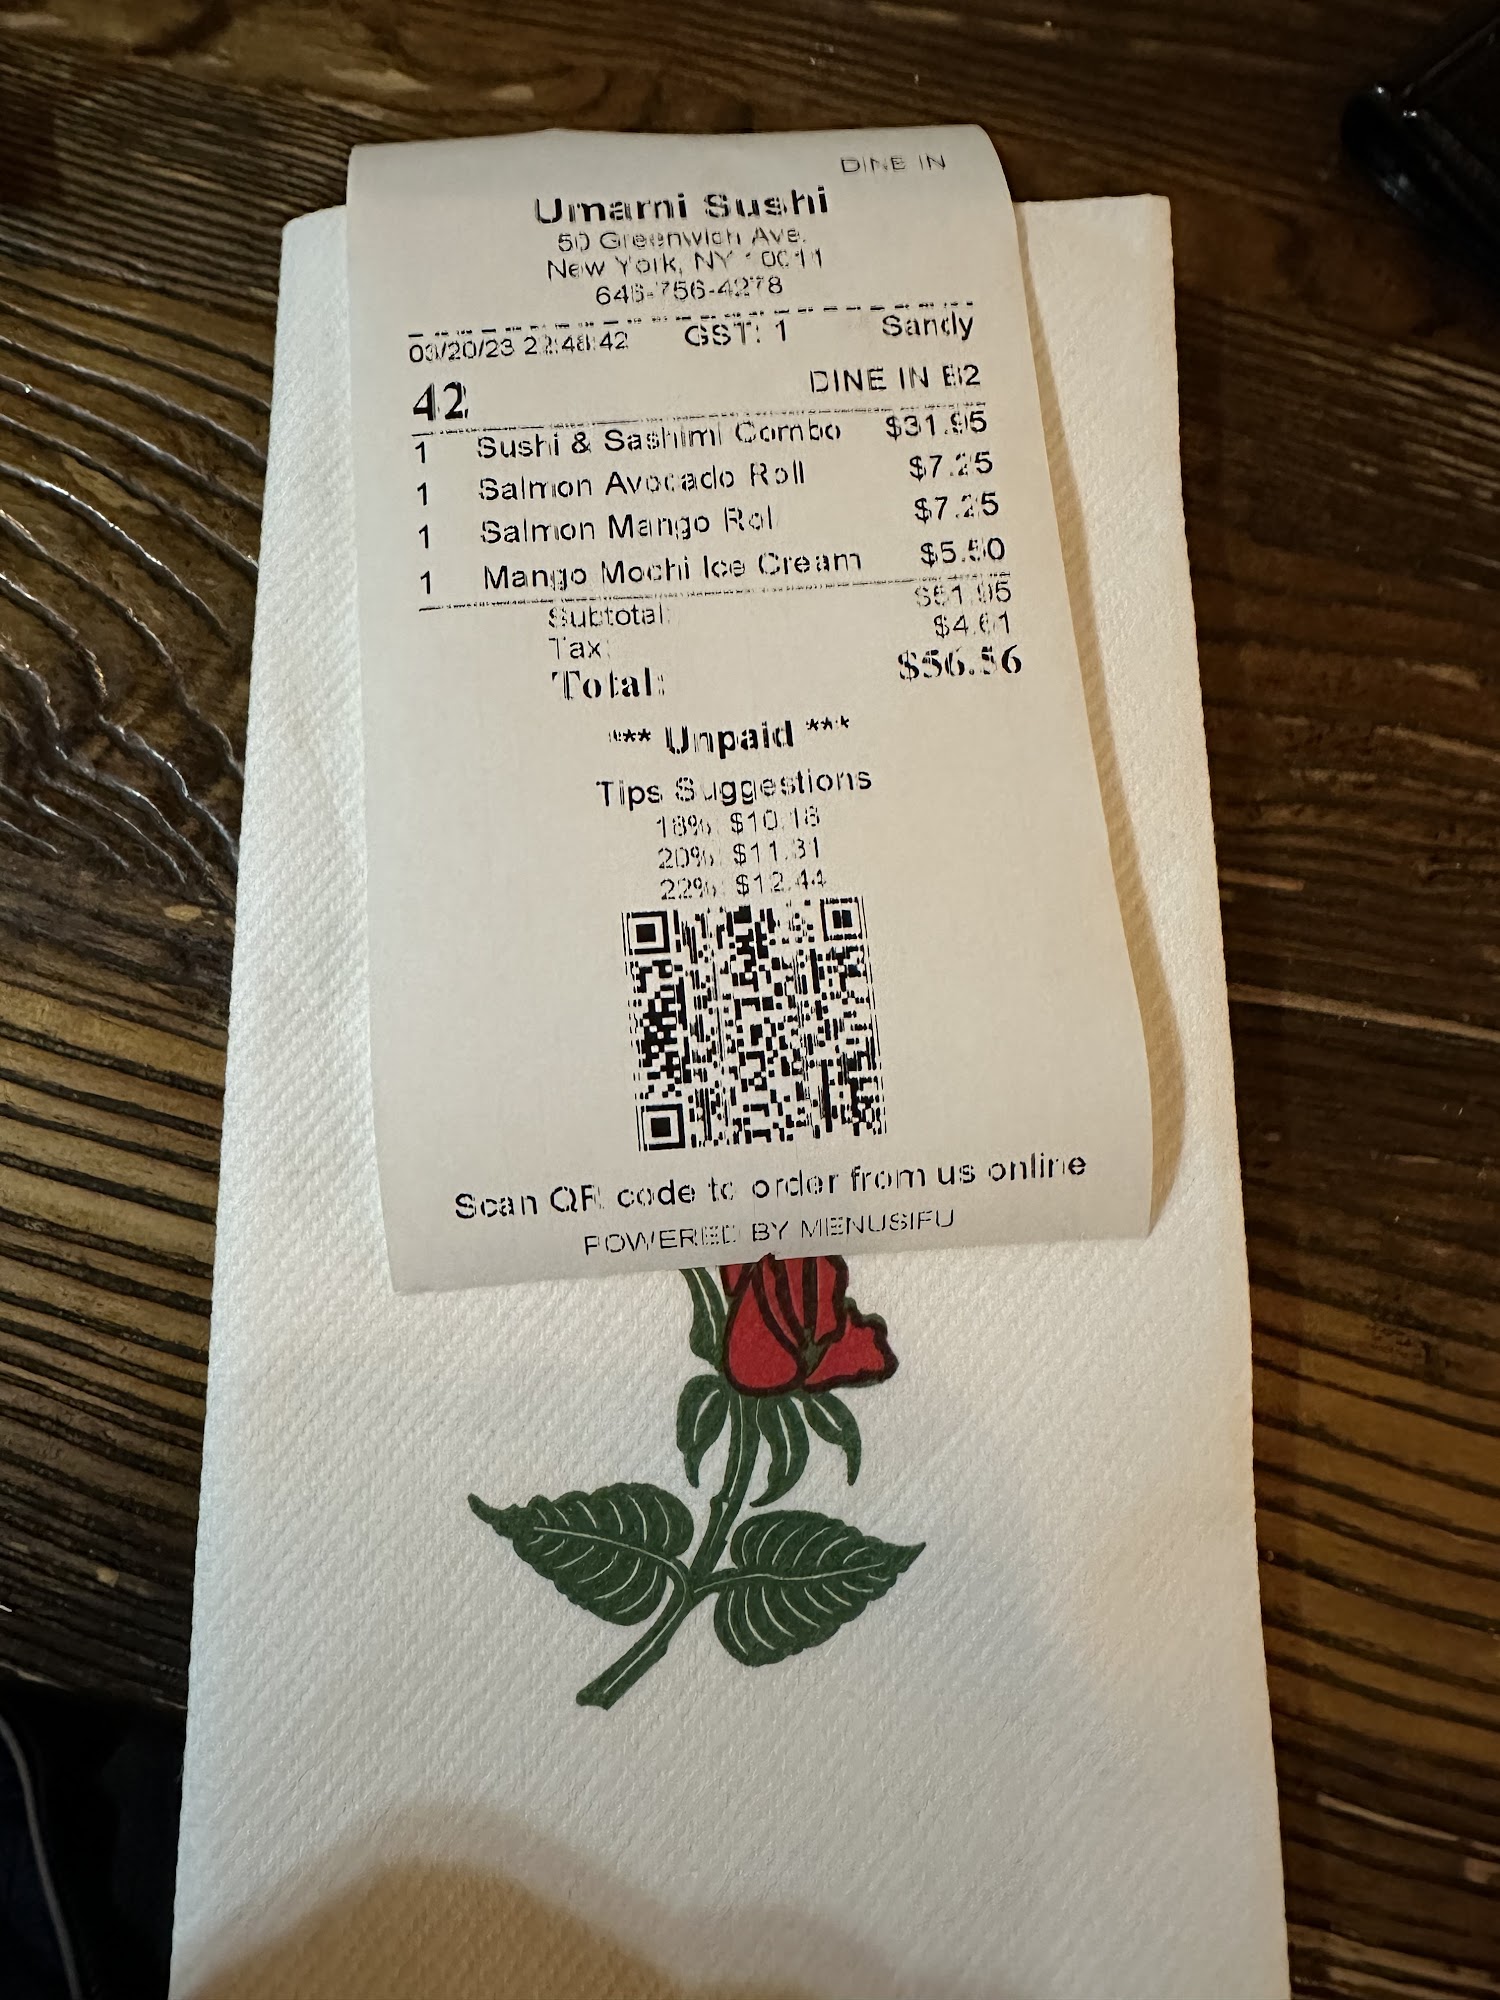 DINE IN
Umami Sushi
50 Greenwich Ave.
New York, NY 10011
646-756-4278
03/20/23 22:48:42 GST: 1 Sandy
42 DINE IN B2
1 Sushi & Sashimi Combo $31.95
1 Salmon Avocado Roll $7.25
1 Salmon Mango Roll $7.25
1 Mango Mochi Ice Cream $5.50
Subtotal: $51.95
Tax: $4.61
Total: $56.56
*** Unpaid ***
Tips Suggestions
18%: $10.18
20%: $11.31
22%: $12.44
Scan QR code to order from us online
POWERED BY MENUSIFU